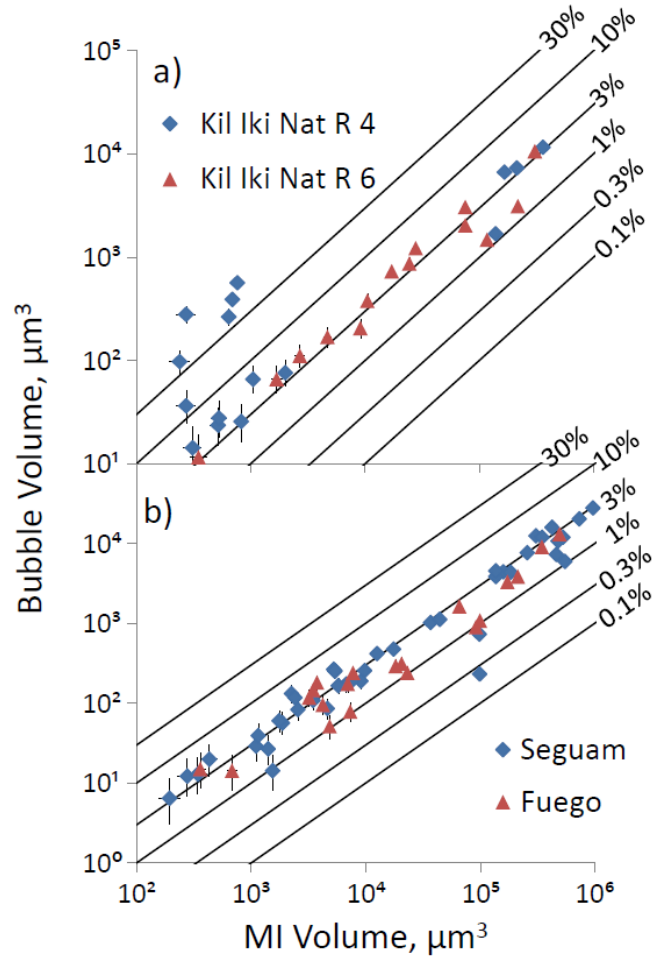 a)
Kil Iki Nat R 4
Kil Iki Nat R 6
30%
10%
3%
1%
0.3%
0.1%
10⁵
10⁴
10³
10²
10¹
Bubble Volume, µm³
b)
30%
10%
3%
1%
0.3%
0.1%
Seguam
Fuego
10⁴
10³
10²
10¹
10⁰
10² 10³ 10⁴ 10⁵ 10⁶
MI Volume, µm³